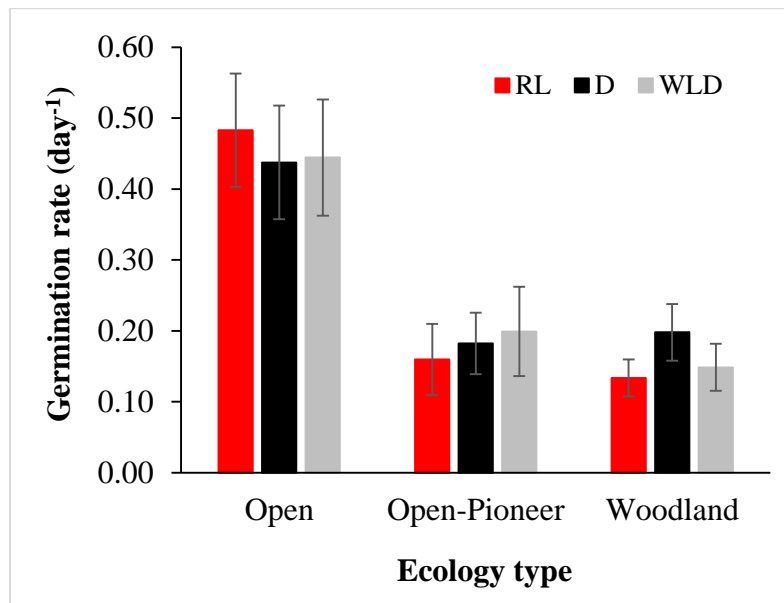 0.60
0.50
0.40
0.30
0.20
0.10
0.00
Germination rate (day-1)
RL D WLD
Open Open-Pioneer Woodland
Ecology type